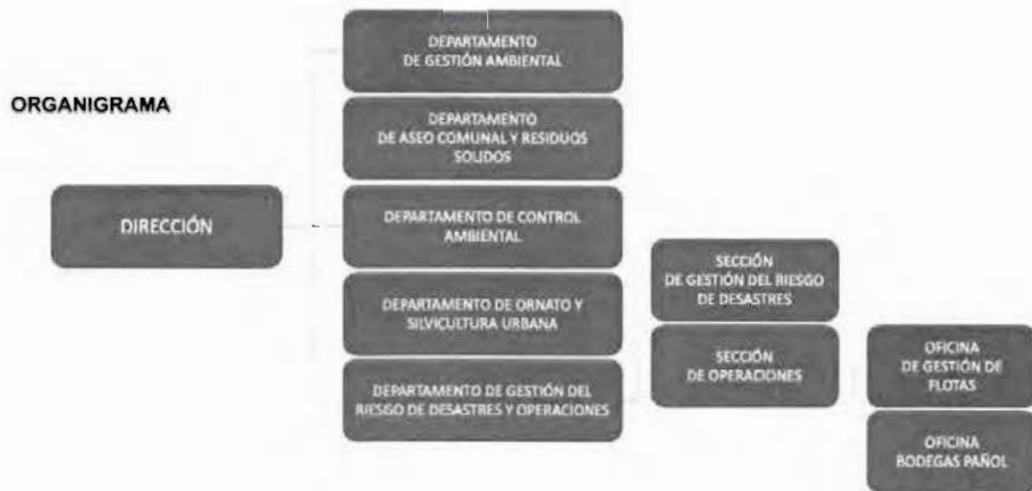 ORGANIGRAMA
DIRECCIÓN
DEPARTAMENTO
DE GESTIÓN AMBIENTAL
DEPARTAMENTO
DE ASEO COMUNAL Y RESIDUOS
SOLIDOS
DEPARTAMENTO DE CONTROL
AMBIENTAL
DEPARTAMENTO DE ORNATO Y
SILVICULTURA URBANA
DEPARTAMENTO DE GESTIÓN DEL
RIESGO DE DESASTRES Y OPERACIONES
SECCIÓN
DE GESTIÓN DEL RIESGO
DE DESASTRES
SECCIÓN
DE OPERACIONES
OFICINA
DE GESTIÓN DE
FLOTAS
OFICINA
BODEGAS PAÑOL